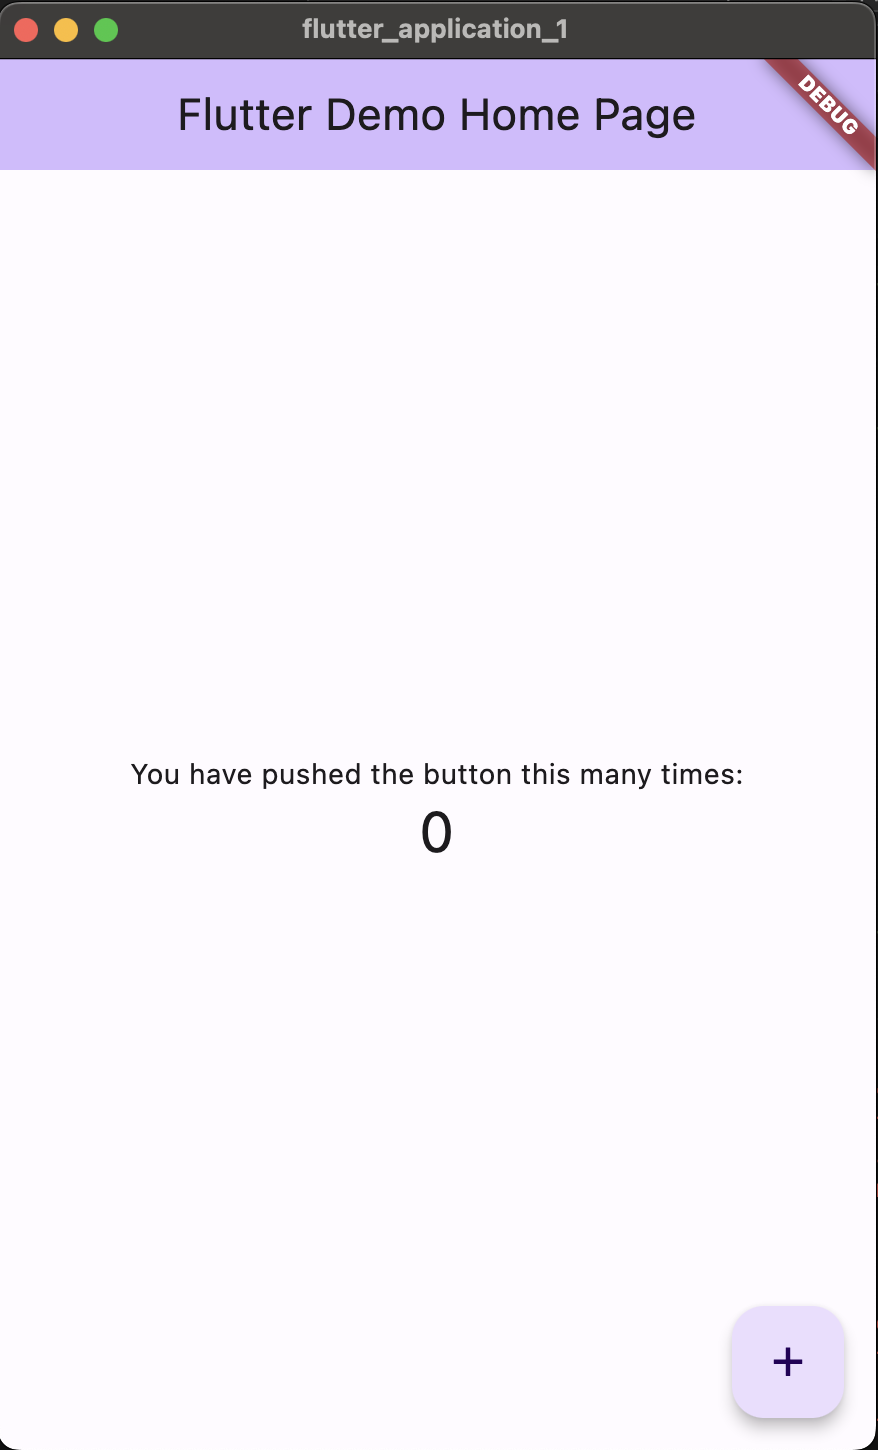 flutter_application_1
Flutter Demo Home Page
DEBUG
You have pushed the button this many times:
0
+